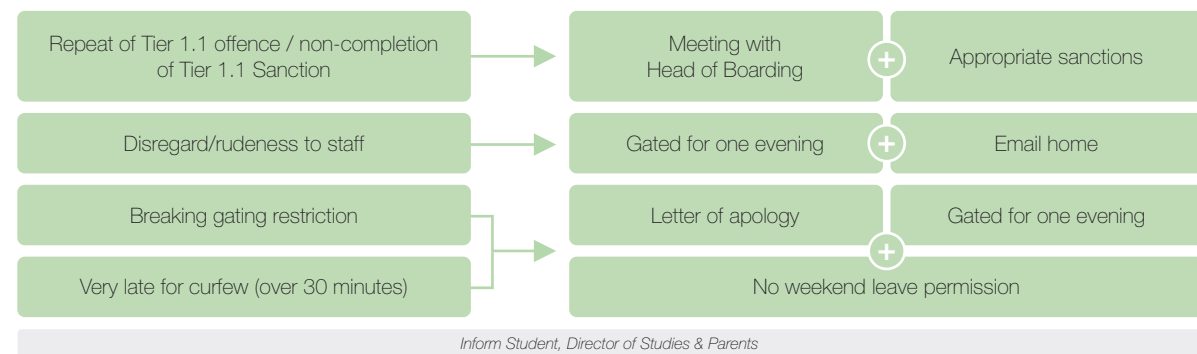 Repeat of Tier 1.1 offence / non-completion
of Tier 1.1 Sanction
Meeting with
Head of Boarding
+
Appropriate sanctions
Disregard/rudeness to staff
Gated for one evening
+
Email home
Breaking gating restriction
Very late for curfew (over 30 minutes)
Letter of apology
Gated for one evening
+
No weekend leave permission
Inform Student, Director of Studies & Parents